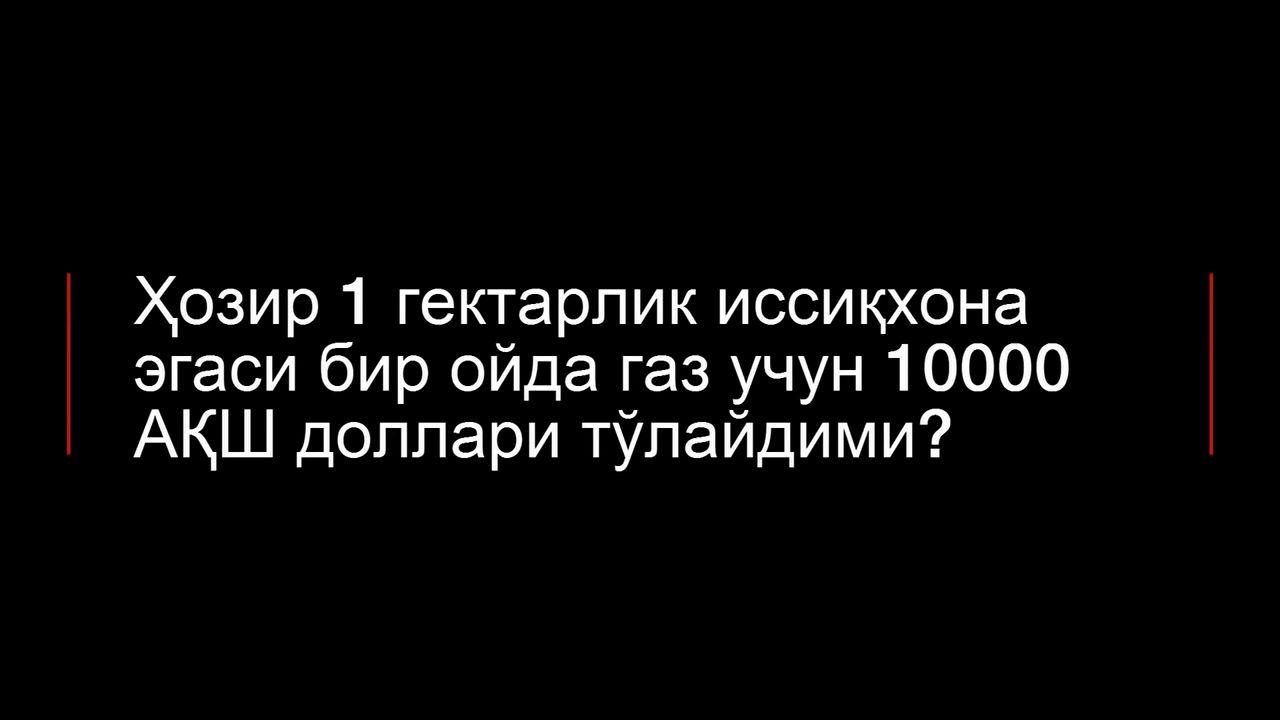 Ҳозир 1 гектарлик иссиқхона
эгаси бир ойда газ учун 10000
АҚШ доллари тўлайдими?